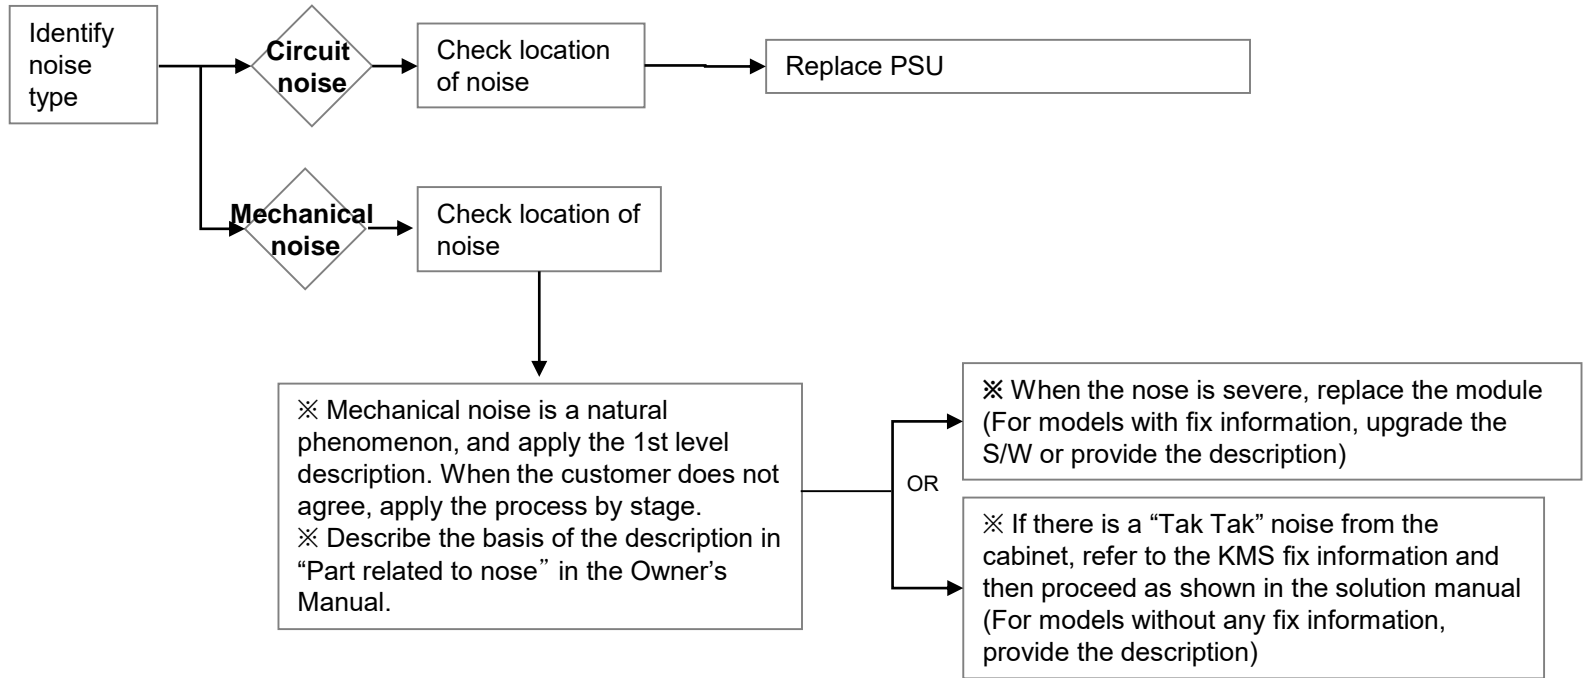 Identify
noise
type
Circuit
noise
Check location
of noise
Replace PSU
Mechanical
noise
Check location of
noise
※ Mechanical noise is a natural
phenomenon, and apply the 1st level
description. When the customer does not
agree, apply the process by stage.
※ Describe the basis of the description in
“Part related to nose” in the Owner’s
Manual.
OR
※ When the nose is severe, replace the module
(For models with fix information, upgrade the
S/W or provide the description)
※ If there is a “Tak Tak” noise from the
cabinet, refer to the KMS fix information and
then proceed as shown in the solution manual
(For models without any fix information,
provide the description)